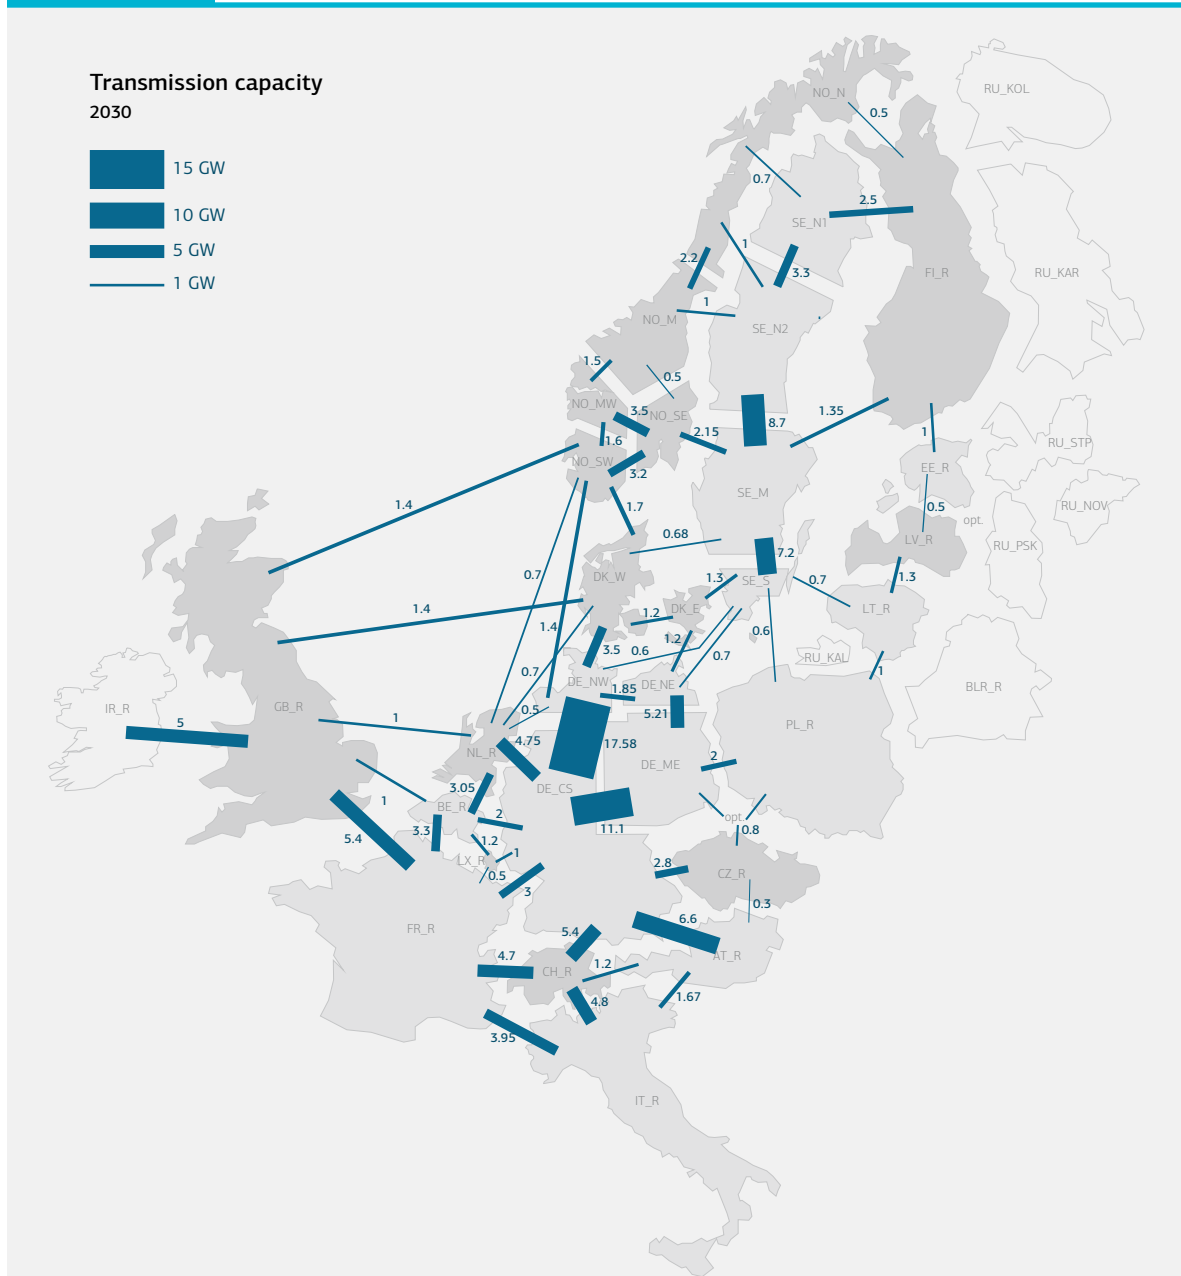 Transmission capacity
2030
15 GW
10 GW
5 GW
1 GW
NO_N
0.5
RU_KOL
0.7
2.5
SE_N1
2.2
1
3.3
FI_R
RU_KAR
1
NO_M
SE_N2
1.5
0.5
NO_MW
3.5
NO_SE
8.7
1.35
2.15
1
1.6
RU_STP
NO_SW
3.2
EE_R
SE_M
1.4
1.7
0.5
RU_NOV
opt.
0.68
LV_R
RU_PSK
7.2
0.7
DK_W
1.3
SE_S
0.7
1.3
1.4
1.2
DK_E
LT_R
1.4
1.2
0.6
3.5
0.6
RU_KAL
0.7
1
0.7
DE_NW
DE_NE
BLR_R
1.85
IR_R
GB_R
0.5
5.21
PL_R
5
1
4.75
17.58
NL_R
2
DE_ME
3.05
DE_CS
1
BE_R
2
opt.
3.3
11.1
0.8
5.4
1.2
1
LX_R
2.8
CZ_R
0.5
3
0.3
FR_R
5.4
6.6
4.7
1.2
AT_R
CH_R
4.8
1.67
3.95
IT_R